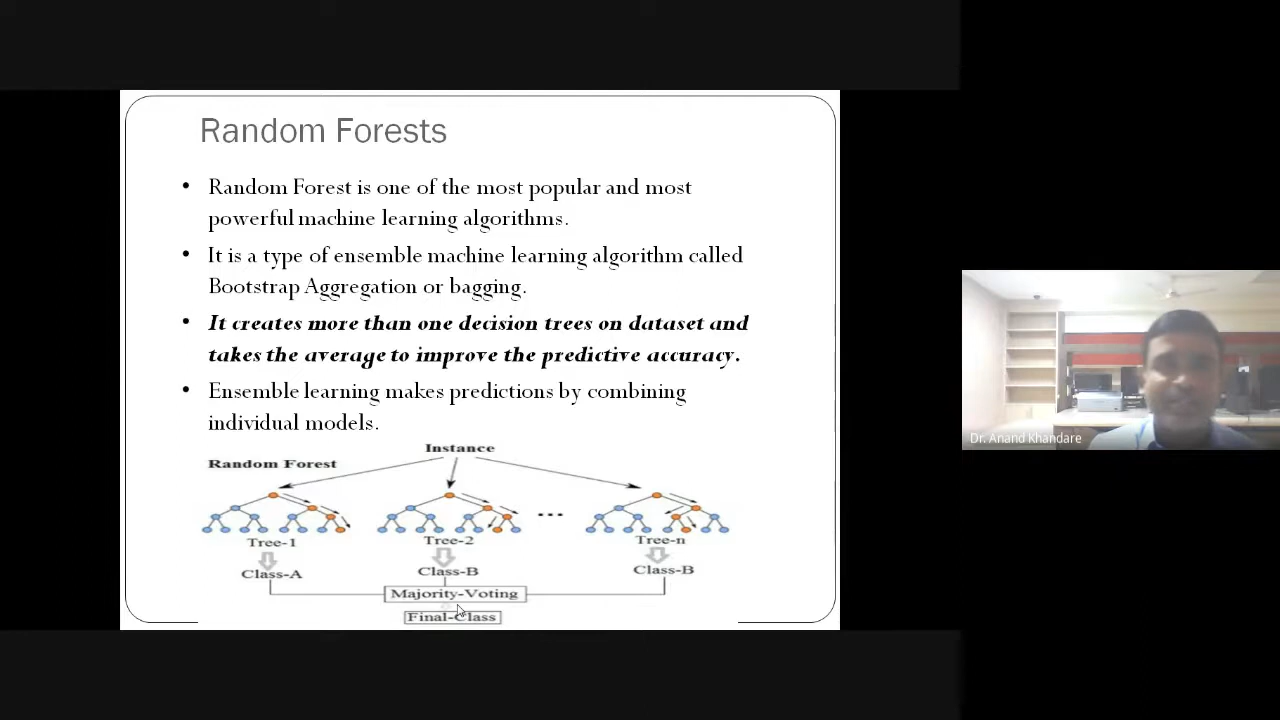 Random Forests
• Random Forest is one of the most popular and most
powerful machine learning algorithms.
• It is a type of ensemble machine learning algorithm called
Bootstrap Aggregation or bagging.
• It creates more than one decision trees on dataset and
takes the average to improve the predictive accuracy.
• Ensemble learning makes predictions by combining
individual models.
Instance
Random Forest
Tree-1 Tree-2 ... Tree-n
Class-A Class-B Class-B
Majority-Voting
Final-Class
Dr. Anand Khandare